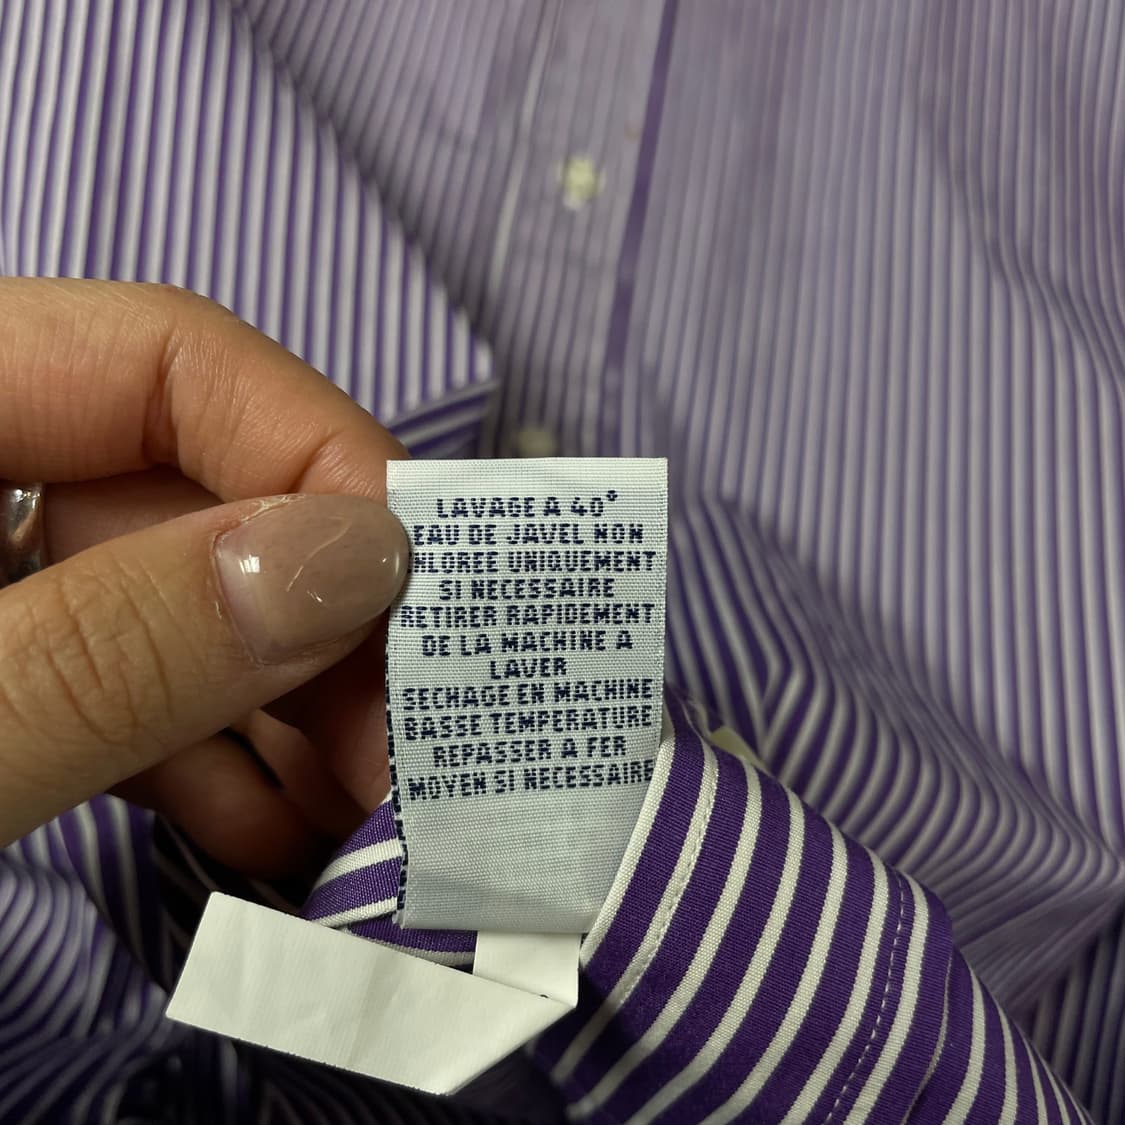 LAVAGE A 40°
EAU DE JAVEL NON
HLOREE UNIQUEMENT
SI NECESSAIRE
RETIRER RAPIDEMENT
DE LA MACHINE A
LAVER
SECHAGE EN MACHINE
BASSE TEMPERATURE
REPASSER A FER
MOYEN SI NECESSAIRE